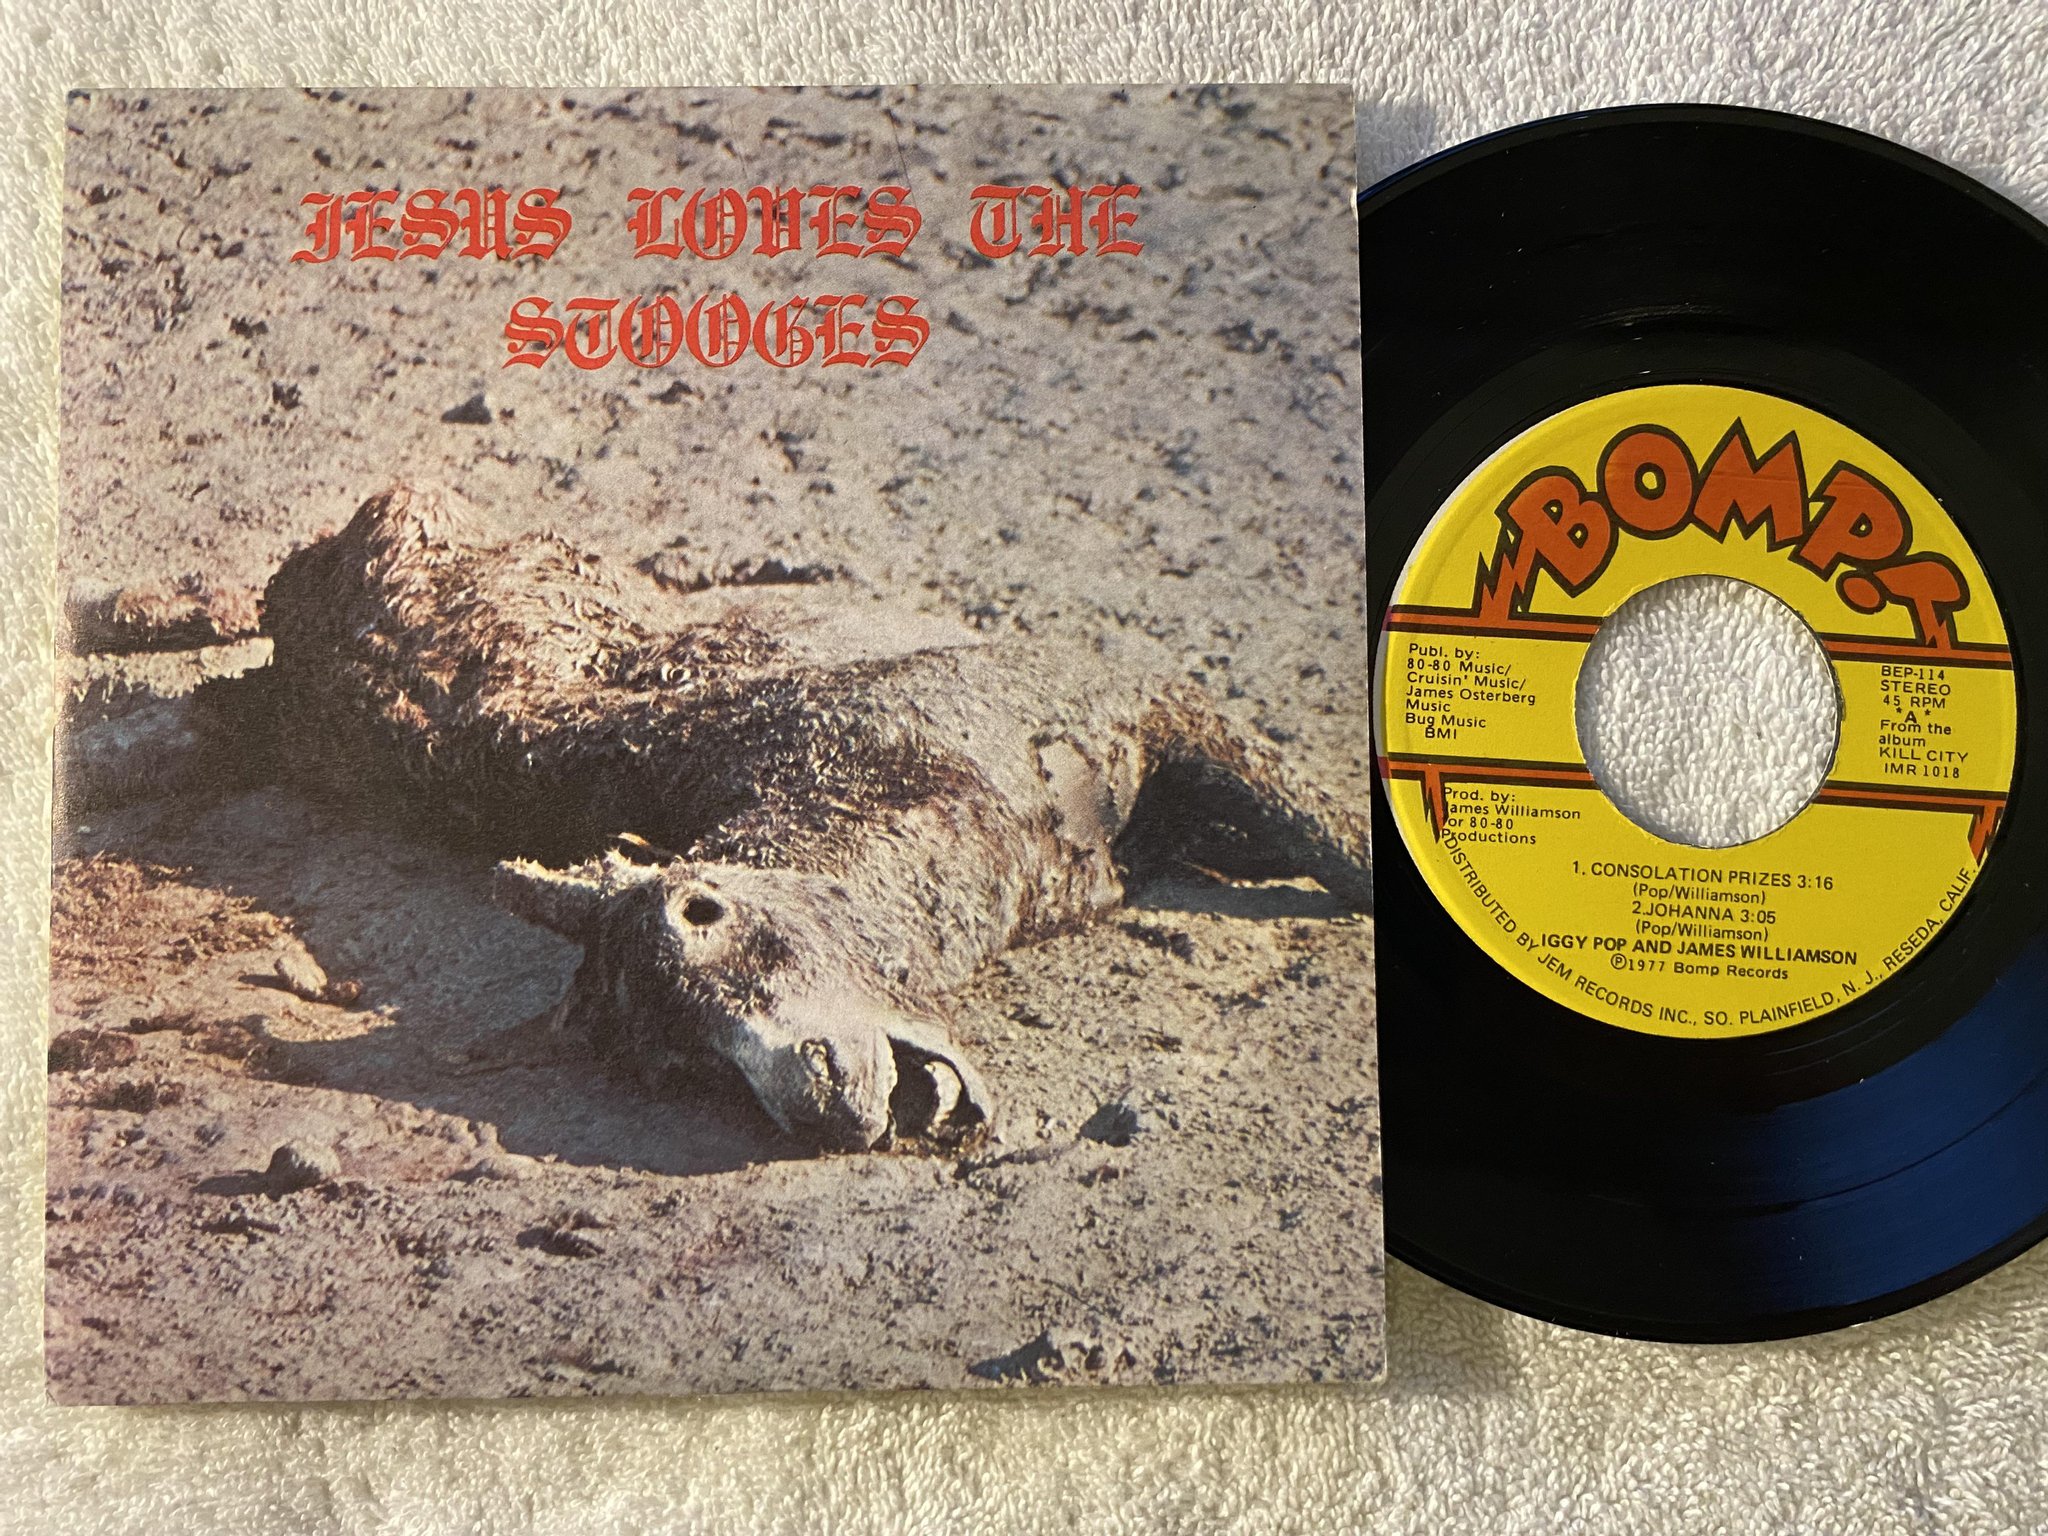 JESUS LOVES THE
STOOGES
BOMP!
Publ. by:
80-80 Music/
Cruisin' Music/
James Osterberg
Music
Bug Music
BMI
BEP-114
STEREO
45 RPM
*A*
From the
album
KILL CITY
IMR 1018
Prod. by:
James Williamson
for 80-80
Productions
1. CONSOLATION PRIZES 3:16
(Pop/Williamson)
2.JOHANNA 3:05
(Pop/Williamson)
IGGY POP AND JAMES WILLIAMSON
℗1977 Bomp Records
DISTRIBUTED BY JEM RECORDS INC., SO. PLAINFIELD, N. J., RESEDA, CALIF.